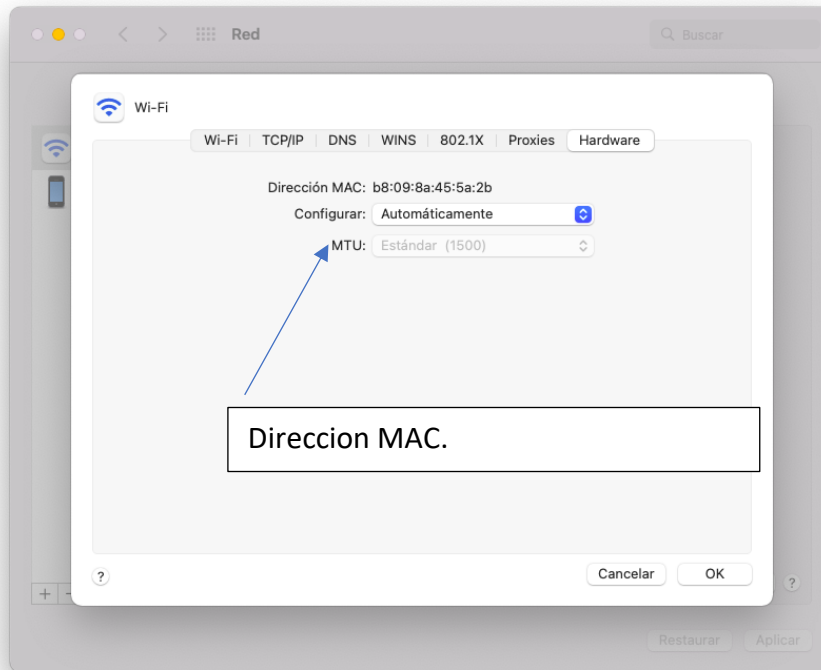 Red
Buscar
Wi-Fi
Wi-Fi TCP/IP DNS WINS 802.1X Proxies Hardware
Dirección MAC: b8:09:8a:45:5a:2b
Configurar: Automáticamente
MTU: Estándar (1500)
Direccion MAC.
? Cancelar OK
+ - ?
Restaurar Aplicar